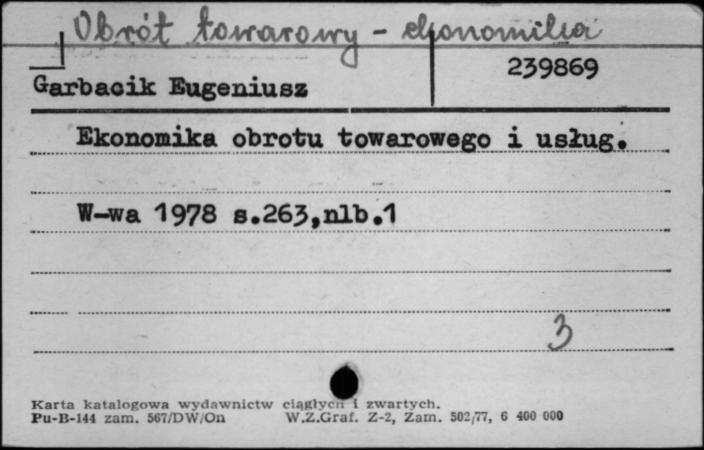 Obrót towarowy - ekonomika
239869
Garbacik Eugeniusz
Ekonomika obrotu towarowego i usług.
W-wa 1978 s.263,nlb.1
3
Karta katalogowa wydawnictw ciągłych i zwartych.
Pu-B-144 zam. 567/DW/On W.Z.Graf. Z-2, Zam. 502/77, 6 400 000